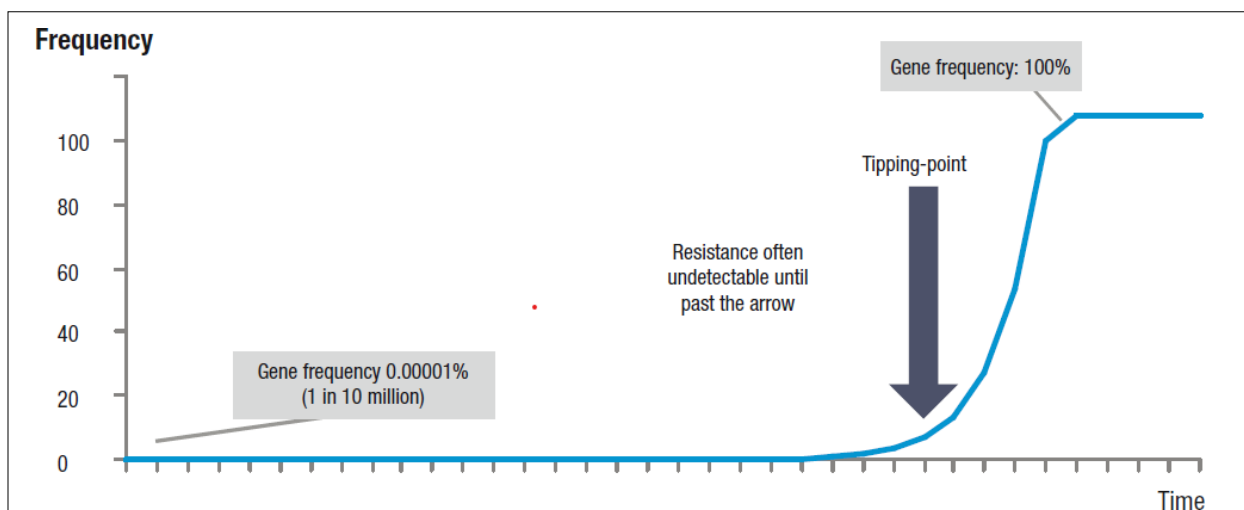 Frequency
Gene frequency: 100%
100
Tipping-point
80
Resistance often
undetectable until
past the arrow
60
40
Gene frequency 0.00001%
(1 in 10 million)
20
0
Time